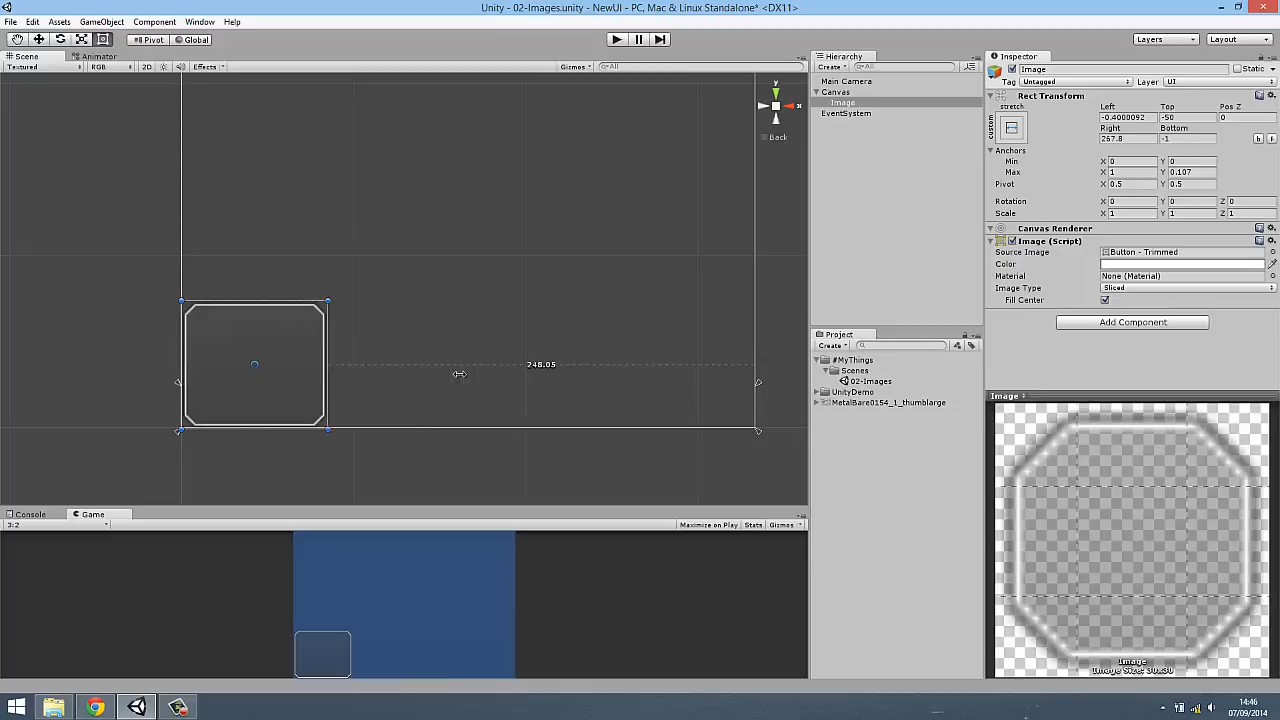 Unity - 02-Images.unity - NewUI - PC, Mac & Linux Standalone* <DX11>
File Edit Assets GameObject Component Window Help
Pivot Global Layers Layout
Scene Animator
Textured RGB 2D Effects Gizmos All
y
x
Back
248.05
Console Game
3:2 Maximize on Play Stats Gizmos
Hierarchy
Create All
Main Camera
Canvas
Image
EventSystem
Project
Create
#MyThings
Scenes
02-Images
UnityDemo
MetalBare0154_1_thumblarge
Inspector
Image Static
Tag Untagged Layer UI
Rect Transform
stretch Left Top Pos Z
custom -0.4000092 -50 0
Right Bottom
267.8 -1
Anchors
Min X 0 Y 0
Max X 1 Y 0.107
Pivot X 0.5 Y 0.5
Rotation X 0 Y 0 Z 0
Scale X 1 Y 1 Z 1
Canvas Renderer
Image (Script)
Source Image Button - Trimmed
Color
Material None (Material)
Image Type Sliced
Fill Center
Add Component
Image
Image
Image Size: 30x30
14:46
07/09/2014